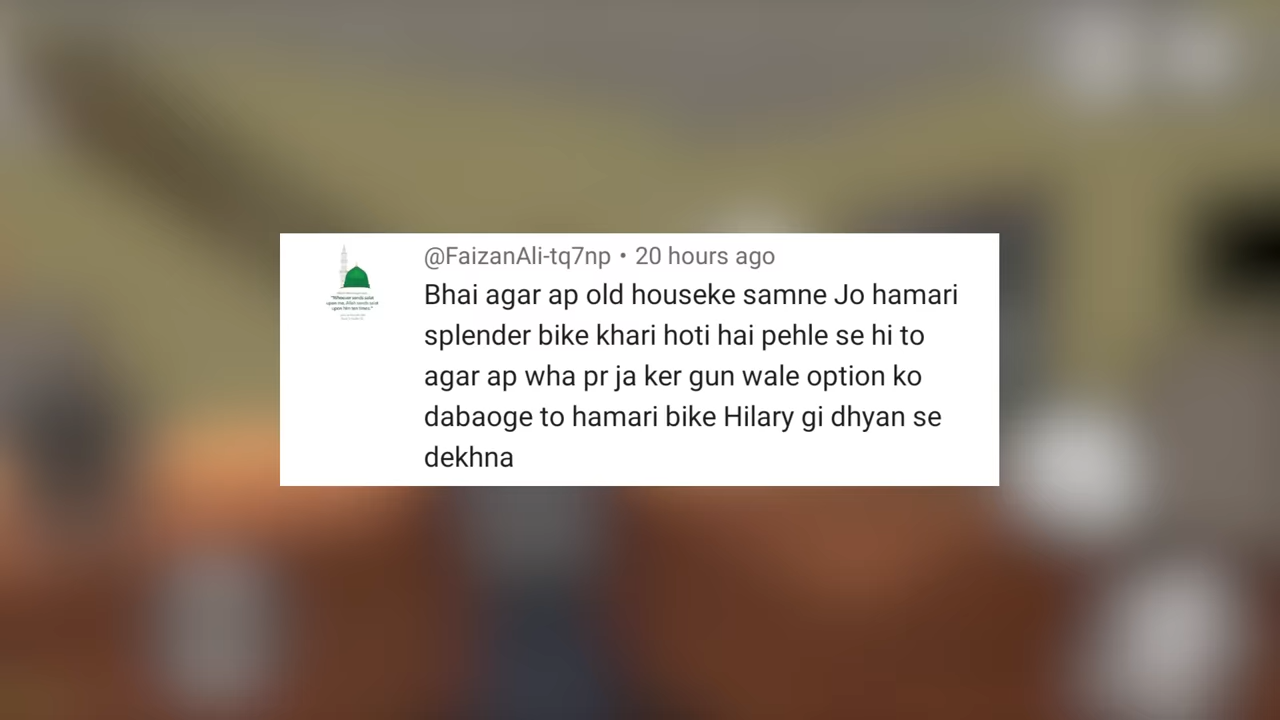 @FaizanAli-tq7np • 20 hours ago
Bhai agar ap old houseke samne Jo hamari
splender bike khari hoti hai pehle se hi to
agar ap wha pr ja ker gun wale option ko
dabaoge to hamari bike Hilary gi dhyan se
dekhna